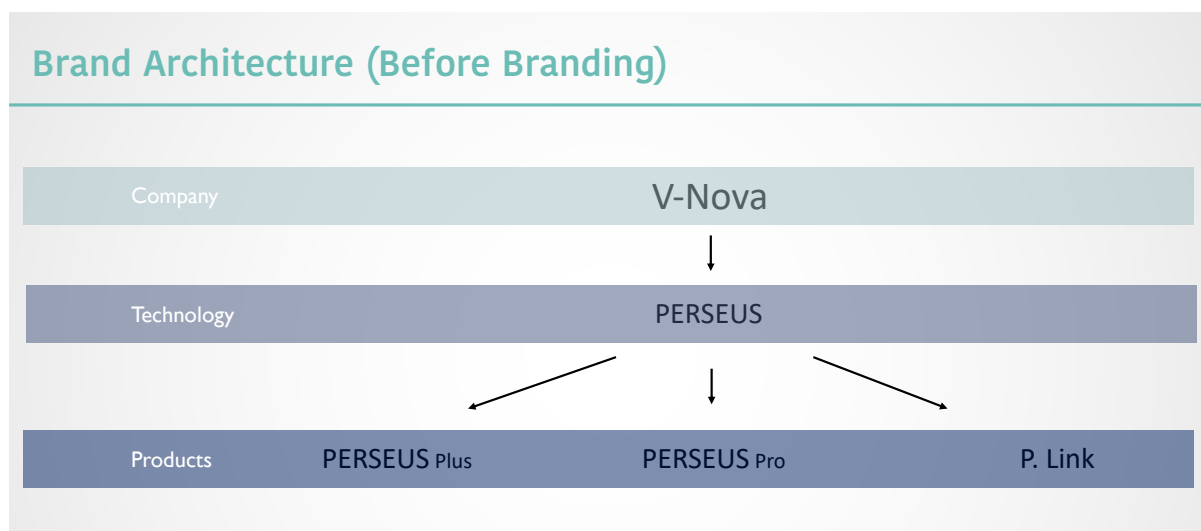 Brand Architecture (Before Branding)
Company V-Nova
Technology PERSEUS
Products PERSEUS Plus PERSEUS Pro P. Link